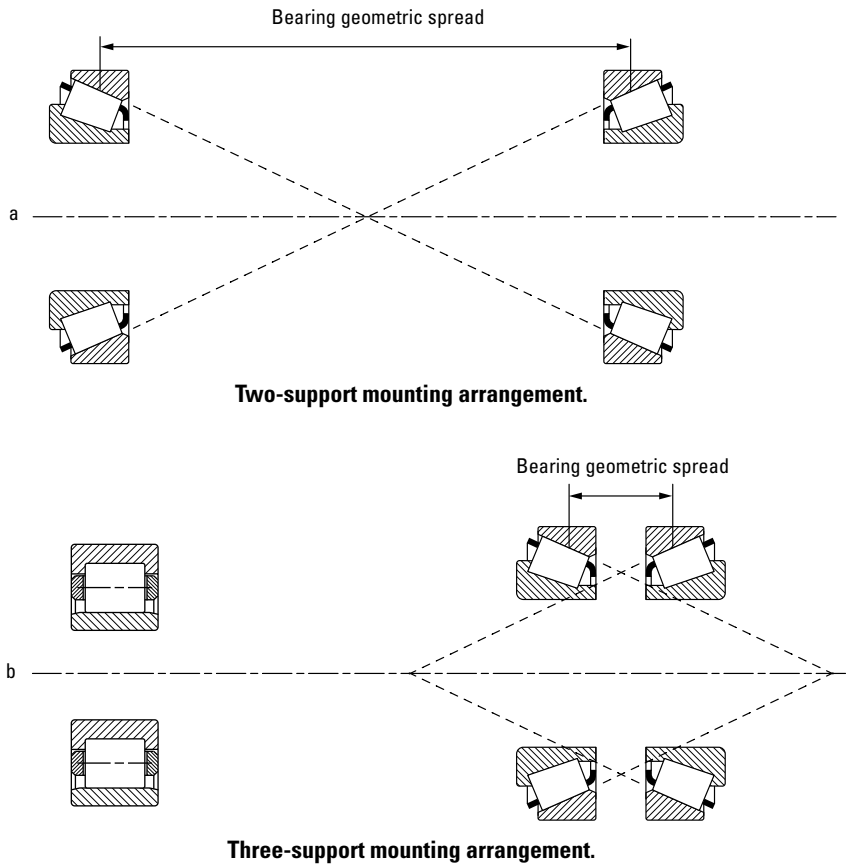 Bearing geometric spread
a
Two-support mounting arrangement.
Bearing geometric spread
b
Three-support mounting arrangement.